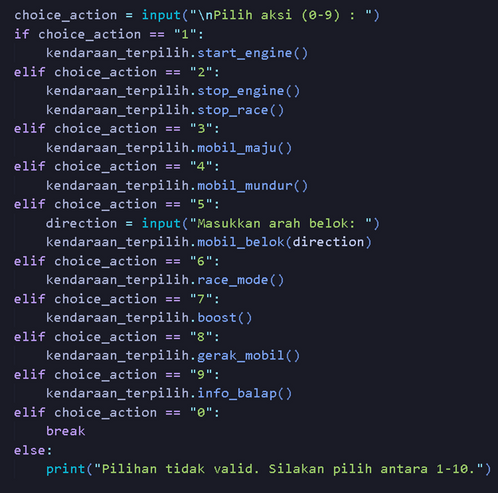 choice_action = input("\nPilih aksi (0-9) : ")
if choice_action == "1":
    kendaraan_terpilih.start_engine()
elif choice_action == "2":
    kendaraan_terpilih.stop_engine()
    kendaraan_terpilih.stop_race()
elif choice_action == "3":
    kendaraan_terpilih.mobil_maju()
elif choice_action == "4":
    kendaraan_terpilih.mobil_mundur()
elif choice_action == "5":
    direction = input("Masukkan arah belok: ")
    kendaraan_terpilih.mobil_belok(direction)
elif choice_action == "6":
    kendaraan_terpilih.race_mode()
elif choice_action == "7":
    kendaraan_terpilih.boost()
elif choice_action == "8":
    kendaraan_terpilih.gerak_mobil()
elif choice_action == "9":
    kendaraan_terpilih.info_balap()
elif choice_action == "0":
    break
else:
    print("Pilihan tidak valid. Silakan pilih antara 1-10.")